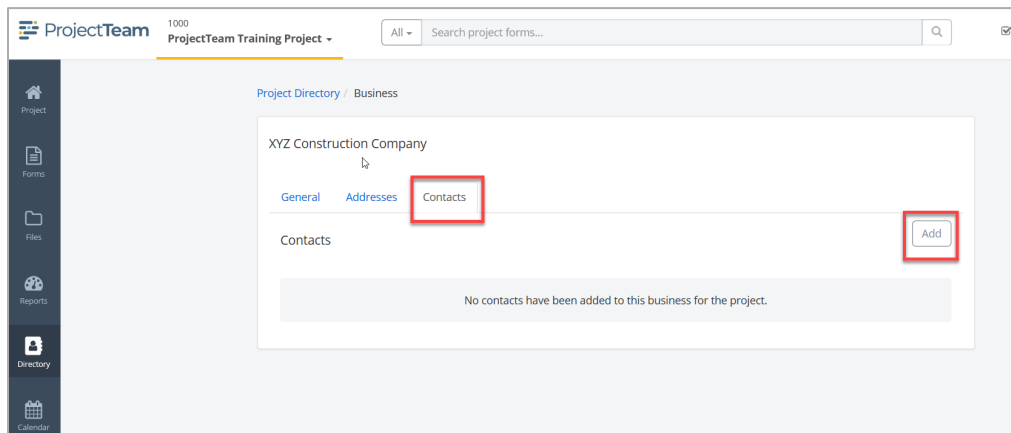 ProjectTeam
1000
ProjectTeam Training Project
All
Search project forms...
Project
Forms
Files
Reports
Directory
Calendar
Project Directory / Business
XYZ Construction Company
General Addresses Contacts
Contacts
Add
No contacts have been added to this business for the project.